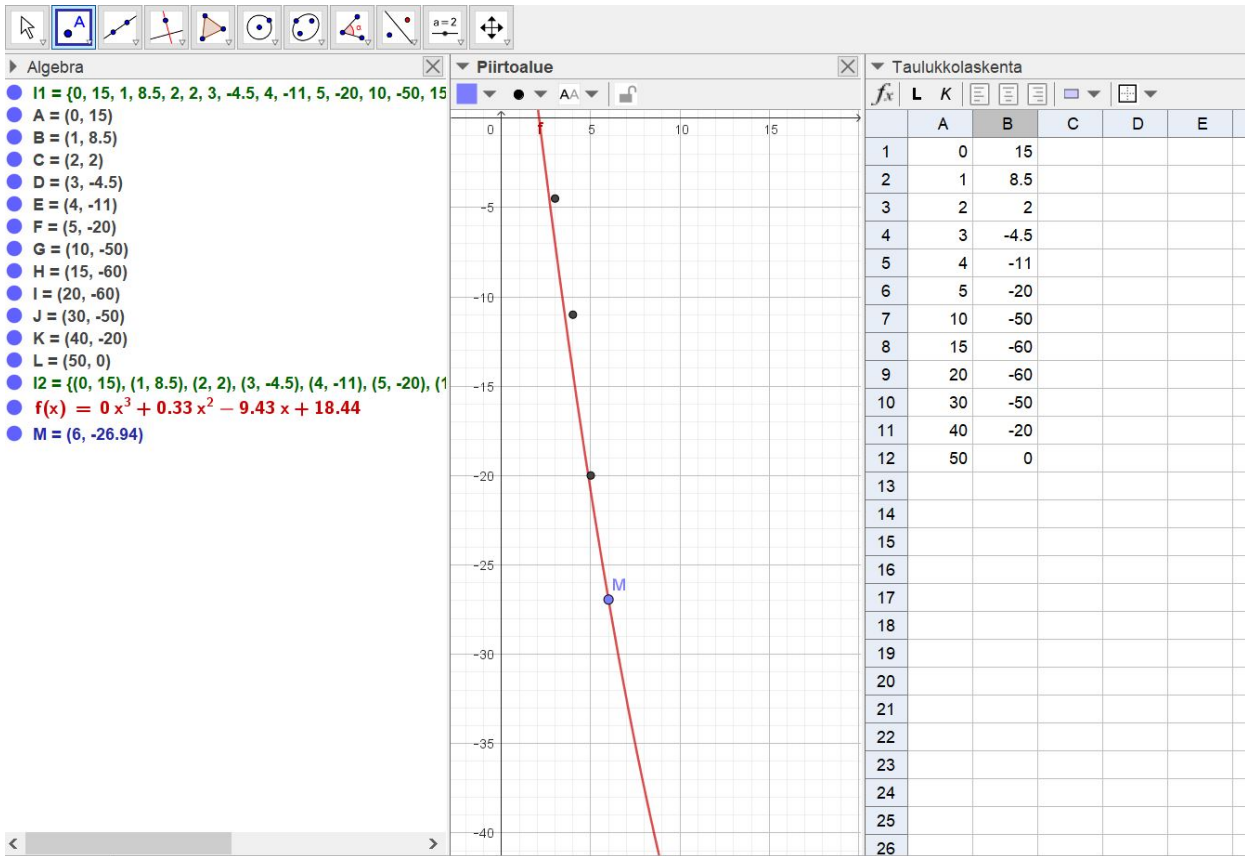 A
a=2
Algebra
l1 = {0, 15, 1, 8.5, 2, 2, 3, -4.5, 4, -11, 5, -20, 10, -50, 15
A = (0, 15)
B = (1, 8.5)
C = (2, 2)
D = (3, -4.5)
E = (4, -11)
F = (5, -20)
G = (10, -50)
H = (15, -60)
I = (20, -60)
J = (30, -50)
K = (40, -20)
L = (50, 0)
l2 = {(0, 15), (1, 8.5), (2, 2), (3, -4.5), (4, -11), (5, -20), (1
f(x) = 0 x³ + 0.33 x² − 9.43 x + 18.44
M = (6, -26.94)
Piirtoalue
AA
0 f 5 10 15
-5
-10
-15
-20
-25
M
-30
-35
-40
Taulukkolaskenta
fx L K
A B C D E
1 0 15
2 1 8.5
3 2 2
4 3 -4.5
5 4 -11
6 5 -20
7 10 -50
8 15 -60
9 20 -60
10 30 -50
11 40 -20
12 50 0
13
14
15
16
17
18
19
20
21
22
23
24
25
26